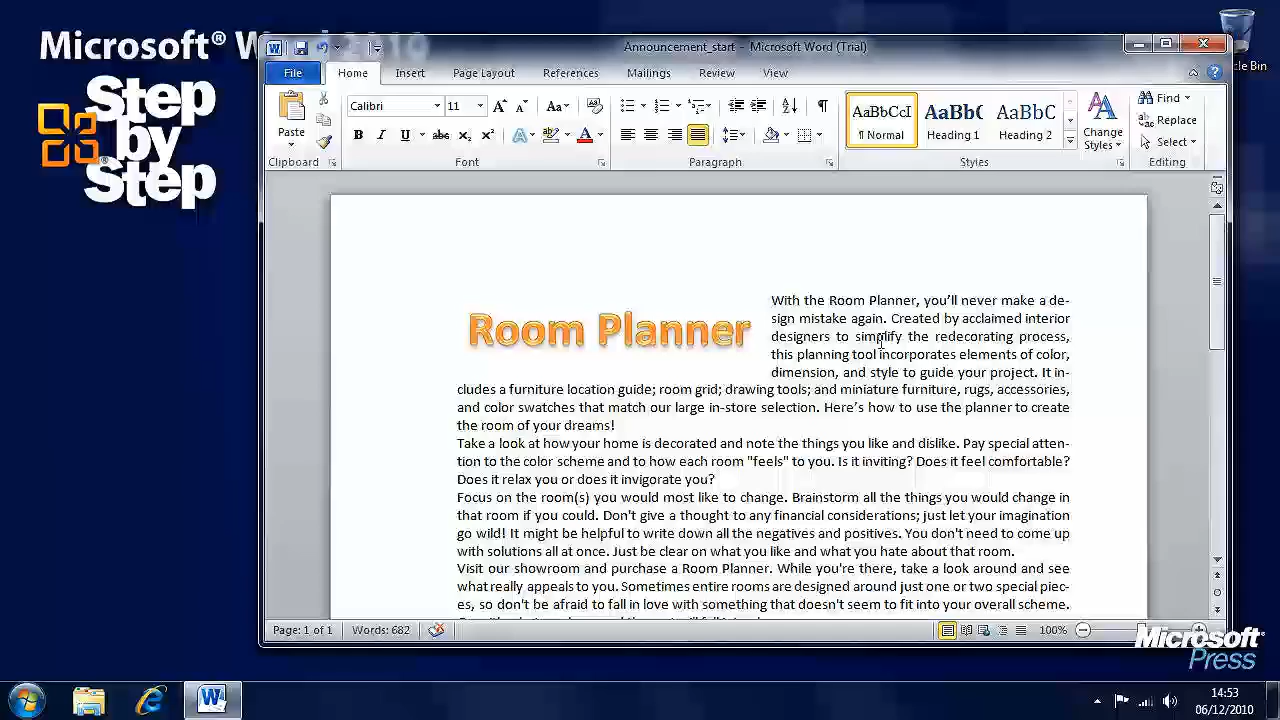 Microsoft® W
Step
by
Step
Announcement_start - Microsoft Word (Trial)
File Home Insert Page Layout References Mailings Review View
Calibri 11
AaBbCcI AaBbC AaBbC
Paste
¶ Normal Heading 1 Heading 2
Change
Styles
Find
Replace
Select
Clipboard Font Paragraph Styles Editing
With the Room Planner, you'll never make a de-
sign mistake again. Created by acclaimed interior
Room Planner
designers to simplify the redecorating process,
this planning tool incorporates elements of color,
dimension, and style to guide your project. It in-
cludes a furniture location guide; room grid; drawing tools; and miniature furniture, rugs, accessories,
and color swatches that match our large in-store selection. Here's how to use the planner to create
the room of your dreams!
Take a look at how your home is decorated and note the things you like and dislike. Pay special atten-
tion to the color scheme and to how each room "feels" to you. Is it inviting? Does it feel comfortable?
Does it relax you or does it invigorate you?
Focus on the room(s) you would most like to change. Brainstorm all the things you would change in
that room if you could. Don't give a thought to any financial considerations; just let your imagination
go wild! It might be helpful to write down all the negatives and positives. You don't need to come up
with solutions all at once. Just be clear on what you like and what you hate about that room.
Visit our showroom and purchase a Room Planner. While you're there, take a look around and see
what really appeals to you. Sometimes entire rooms are designed around just one or two special piec-
es, so don't be afraid to fall in love with something that doesn't seem to fit into your overall scheme.
Page: 1 of 1 Words: 682 100%
Microsoft®
Press
14:53
06/12/2010